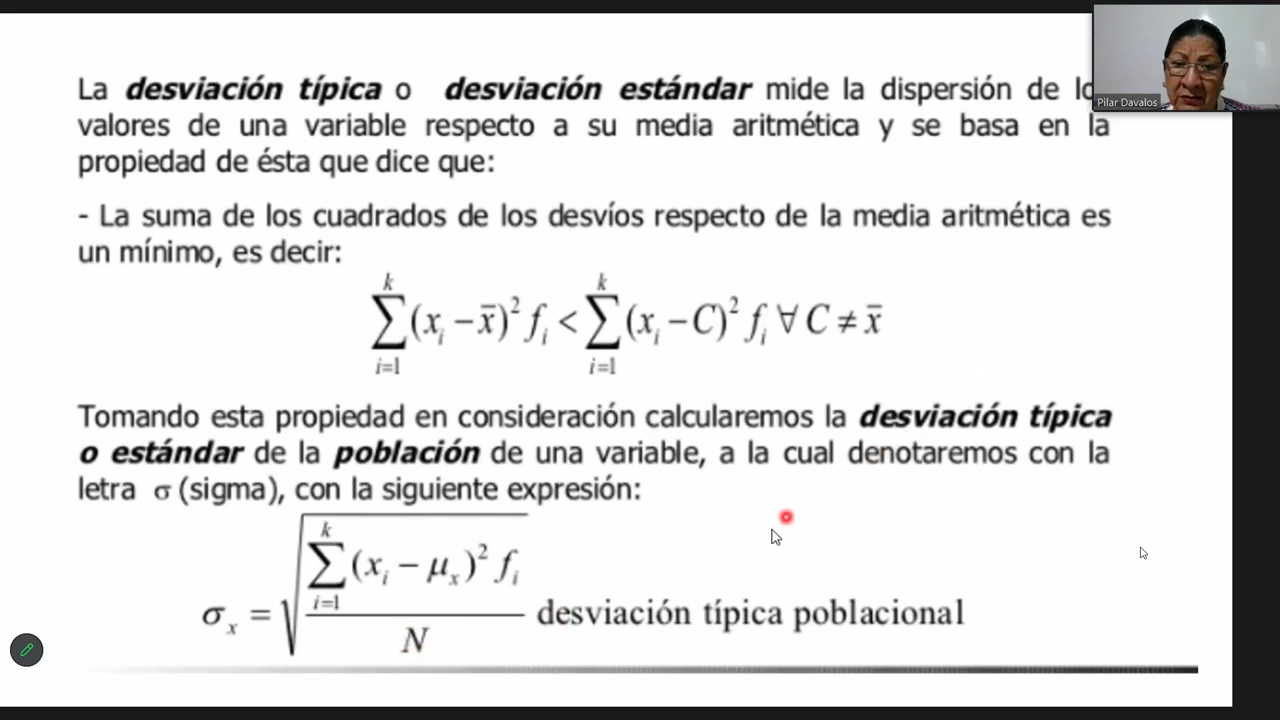 La desviación típica o desviación estándar mide la dispersión de
valores de una variable respecto a su media aritmética y se basa en la
propiedad de ésta que dice que:
- La suma de los cuadrados de los desvíos respecto de la media aritmética es
un mínimo, es decir:
∑_{i=1}^{k} (x_i − x̄)² f_i < ∑_{i=1}^{k} (x_i − C)² f_i ∀ C ≠ x̄
Tomando esta propiedad en consideración calcularemos la desviación típica
o estándar de la población de una variable, a la cual denotaremos con la
letra σ (sigma), con la siguiente expresión:
σ_x = √(∑_{i=1}^{k} (x_i − μ_x)² f_i / N) desviación típica poblacional
Pilar Davalos